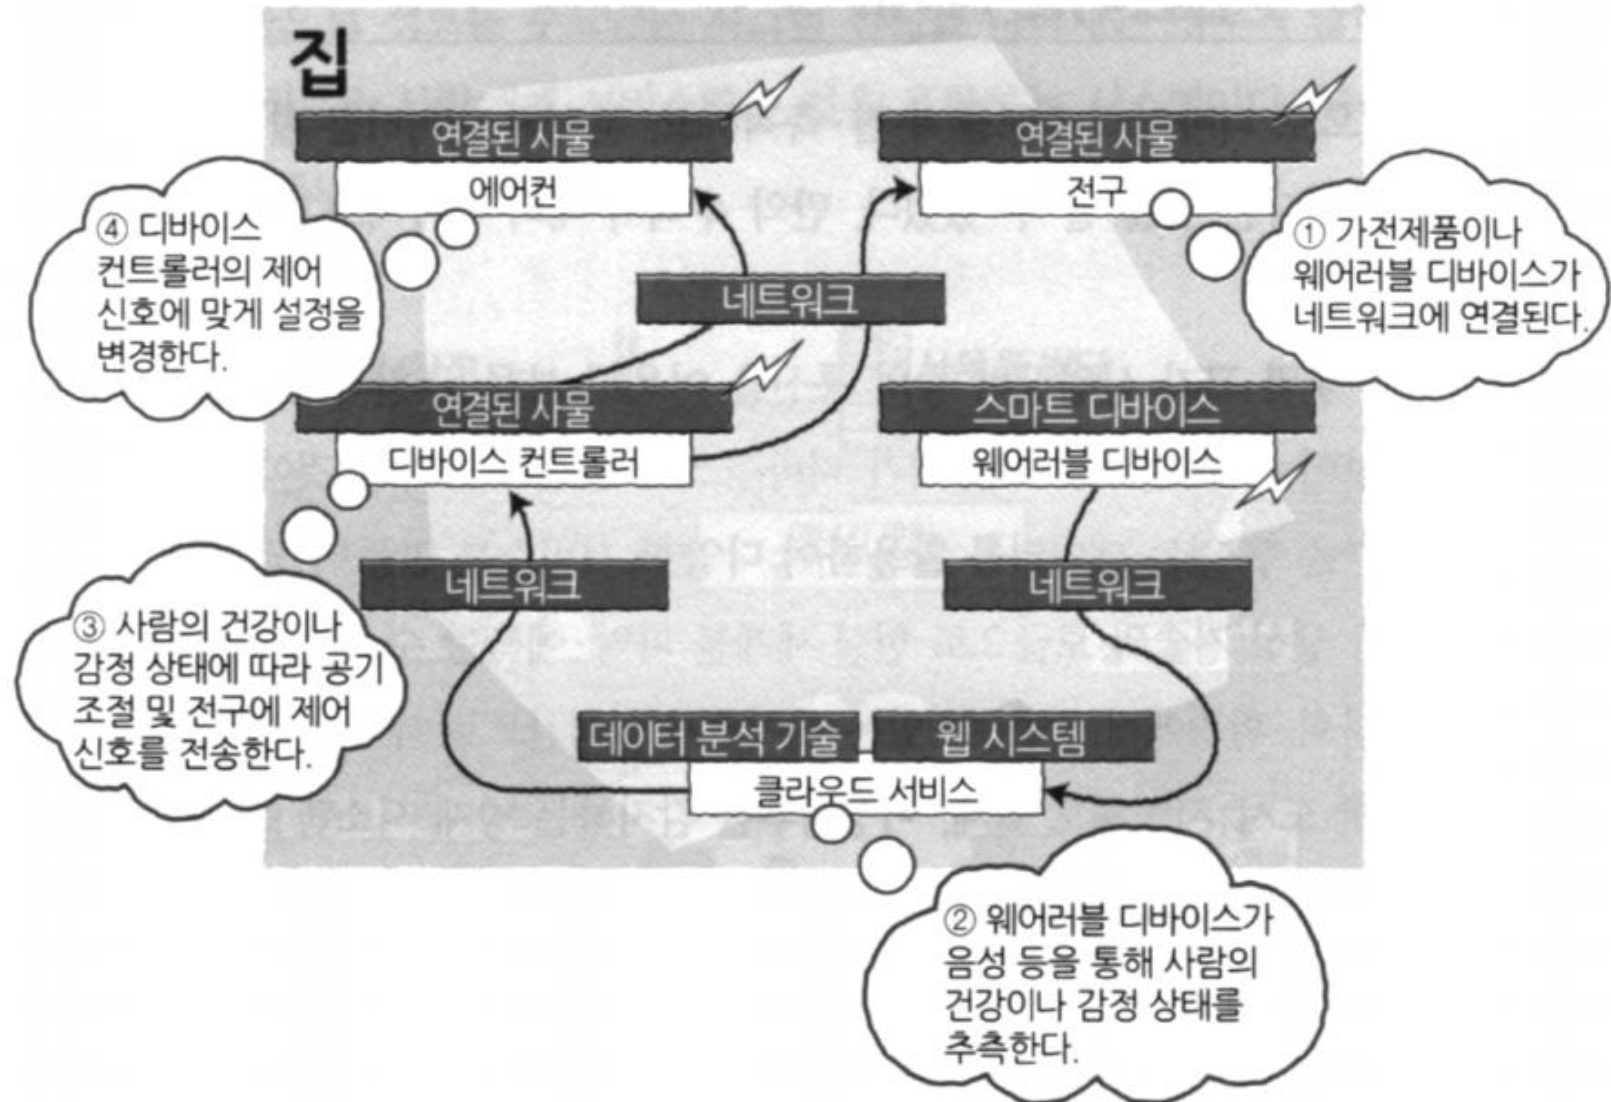 집
연결된 사물
에어컨
연결된 사물
전구
④ 디바이스
컨트롤러의 제어
신호에 맞게 설정을
변경한다.
① 가전제품이나
웨어러블 디바이스가
네트워크에 연결된다.
네트워크
연결된 사물
디바이스 컨트롤러
스마트 디바이스
웨어러블 디바이스
네트워크
네트워크
③ 사람의 건강이나
감정 상태에 따라 공기
조절 및 전구에 제어
신호를 전송한다.
데이터 분석 기술
웹 시스템
클라우드 서비스
② 웨어러블 디바이스가
음성 등을 통해 사람의
건강이나 감정 상태를
추측한다.